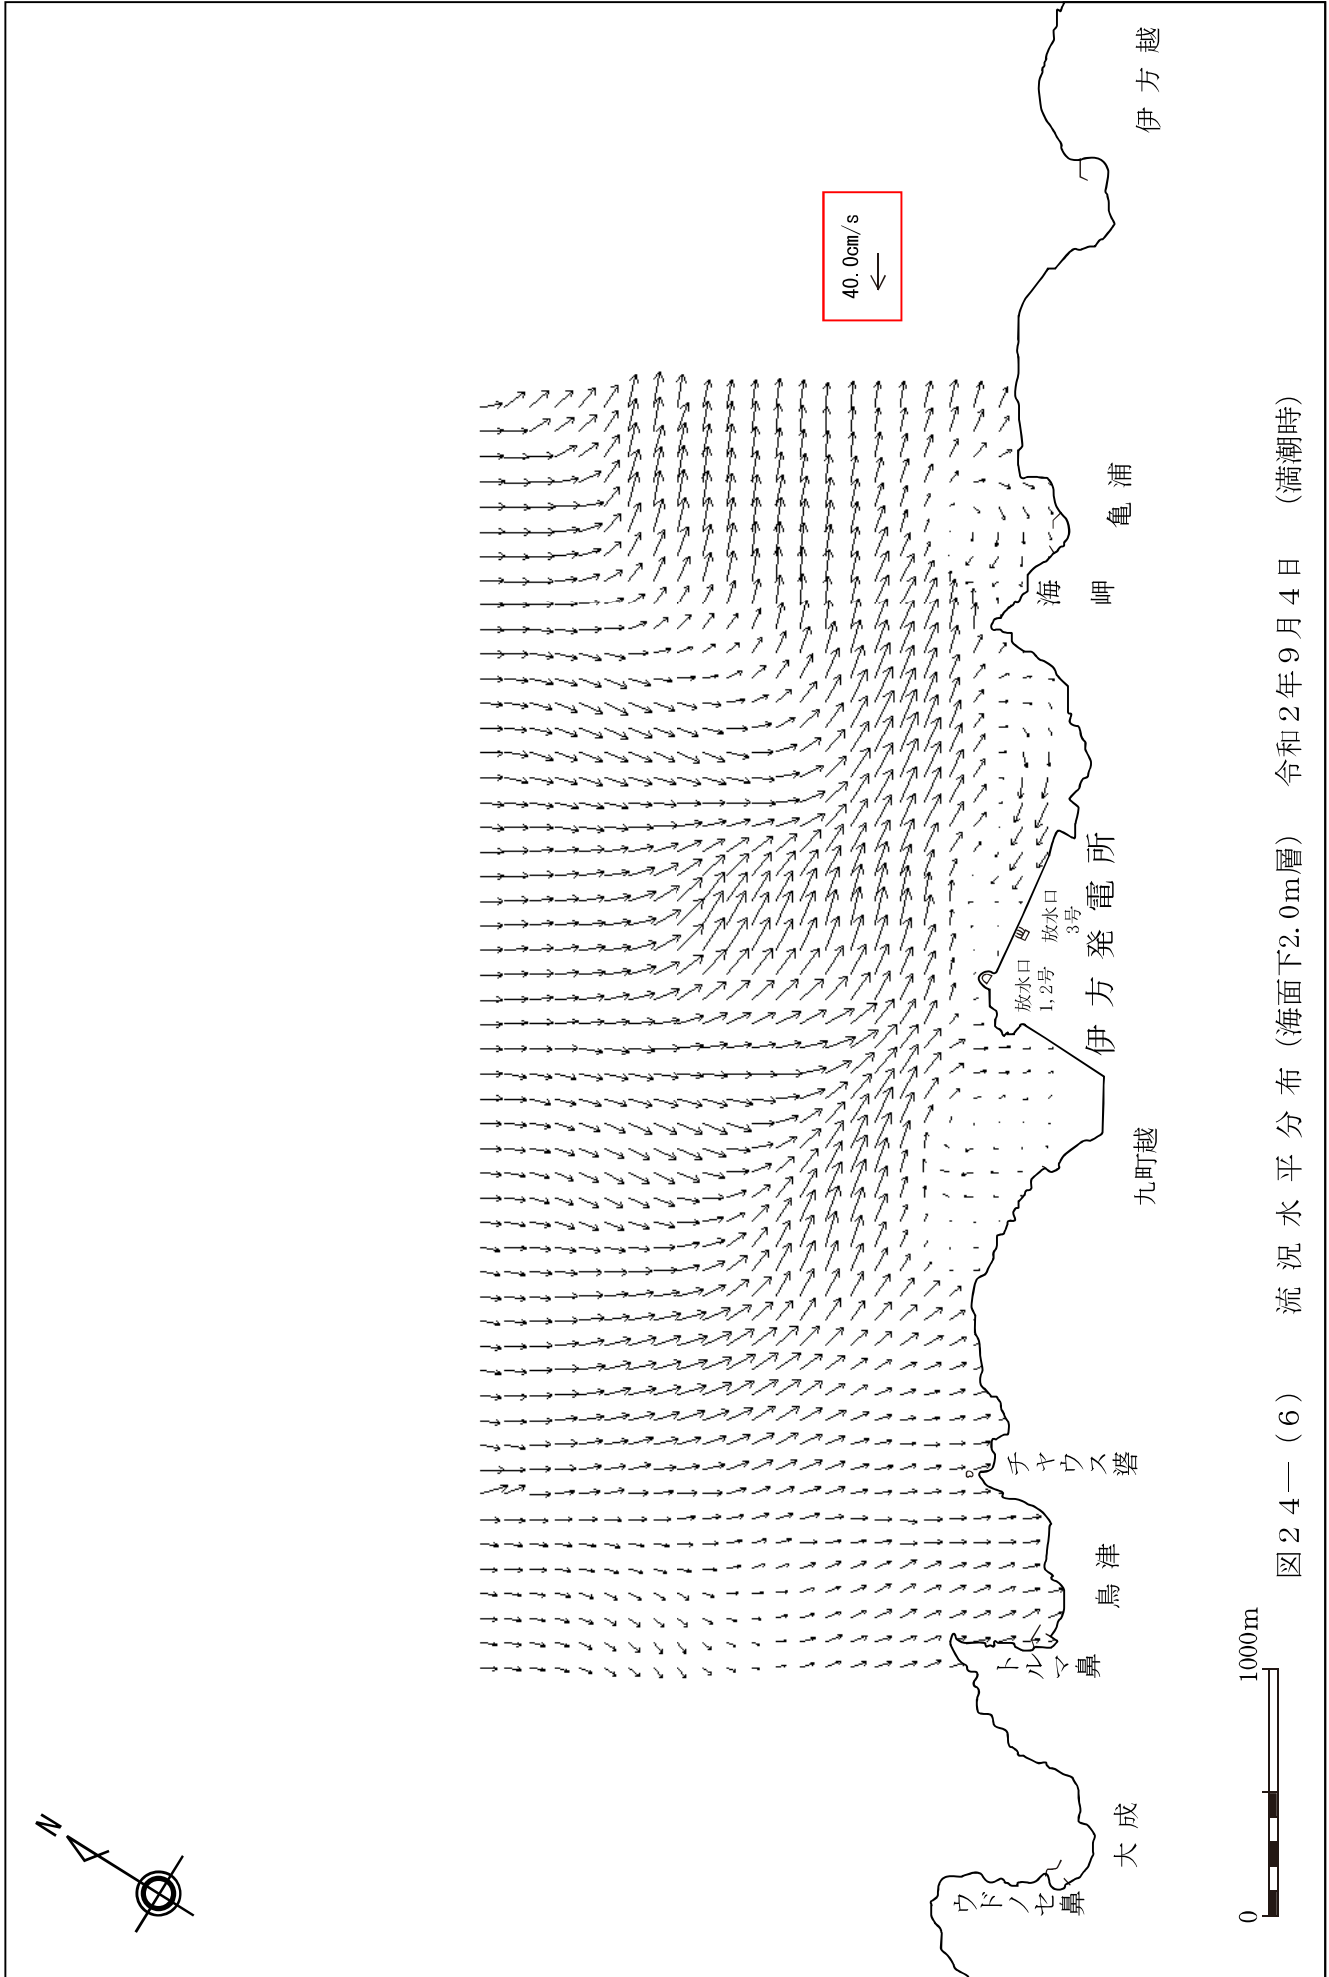 N
40.0cm/s
ウドノセ鼻
大成
トルマ鼻
鳥津
チャウス礁
九町越
伊方発電所
放水口
1,2号
放水口
3号
海岬
亀浦
伊方越
0 1000m
図24―(6) 流況水平分布(海面下2.0m層) 令和2年9月4日 (満潮時)